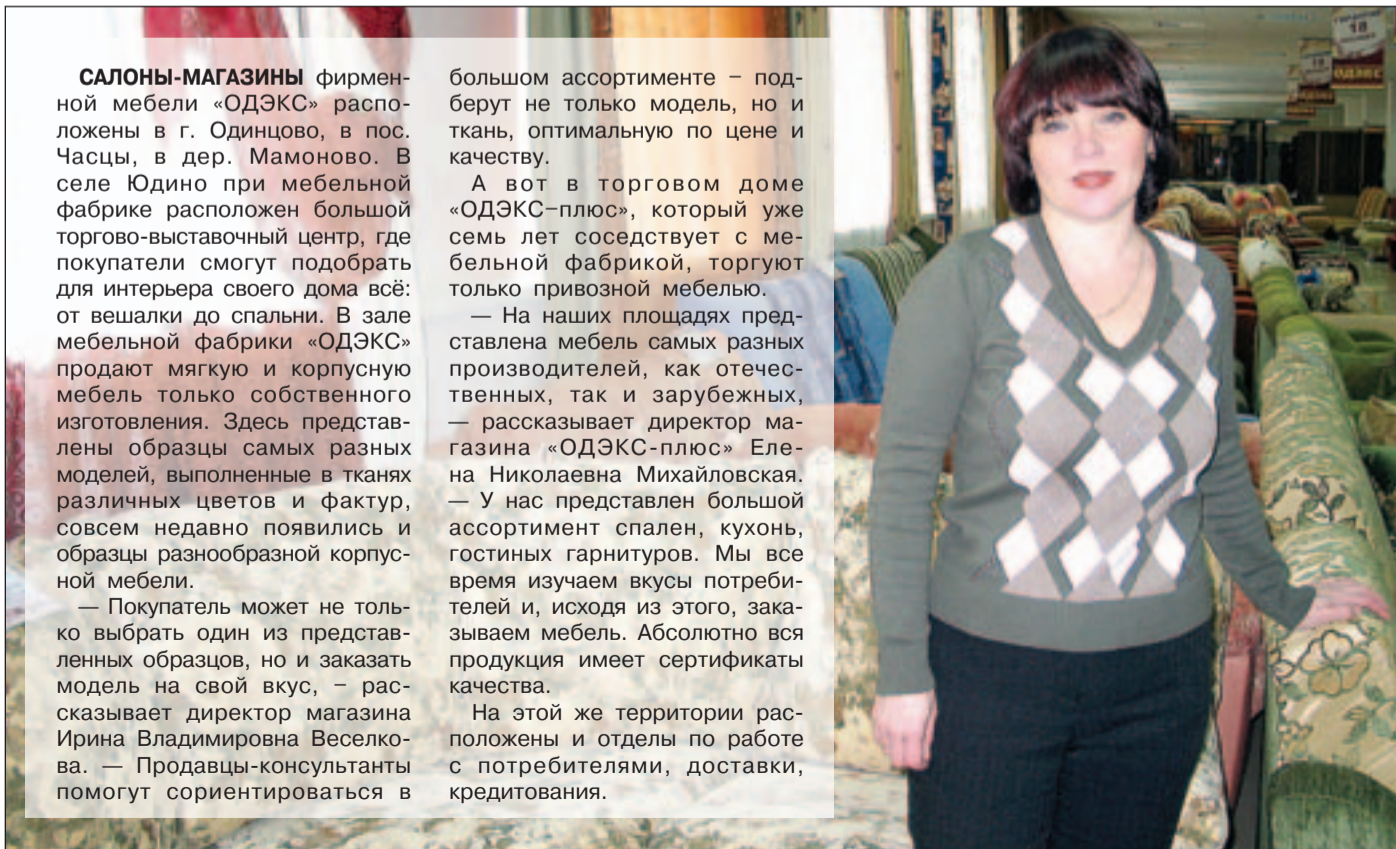 САЛОНЫ-МАГАЗИНЫ фирмен-
ной мебели «ОДЭКС» распо-
ложены в г. Одинцово, в пос.
Часцы, в дер. Мамоново. В
селе Юдино при мебельной
фабрике расположен большой
торгово-выставочный центр, где
покупатели смогут подобрать
для интерьера своего дома всё:
от вешалки до спальни. В зале
мебельной фабрики «ОДЭКС»
продают мягкую и корпусную
мебель только собственного
изготовления. Здесь представ-
лены образцы самых разных
моделей, выполненные в тканях
различных цветов и фактур,
совсем недавно появились и
образцы разнообразной корпус-
ной мебели.
— Покупатель может не толь-
ко выбрать один из представ-
ленных образцов, но и заказать
модель на свой вкус, – рас-
сказывает директор магазина
Ирина Владимировна Веселко-
ва. — Продавцы-консультанты
помогут сориентироваться в
большом ассортименте – под-
берут не только модель, но и
ткань, оптимальную по цене и
качеству.
А вот в торговом доме
«ОДЭКС–плюс», который уже
семь лет соседствует с ме-
бельной фабрикой, торгуют
только привозной мебелью.
— На наших площадях пред-
ставлена мебель самых разных
производителей, как отечес-
твенных, так и зарубежных,
— рассказывает директор ма-
газина «ОДЭКС-плюс» Еле-
на Николаевна Михайловская.
— У нас представлен большой
ассортимент спален, кухонь,
гостиных гарнитуров. Мы все
время изучаем вкусы потреби-
телей и, исходя из этого, зака-
зываем мебель. Абсолютно вся
продукция имеет сертификаты
качества.
На этой же территории рас-
положены и отделы по работе
с потребителями, доставки,
кредитования.
18
ОДЭКС